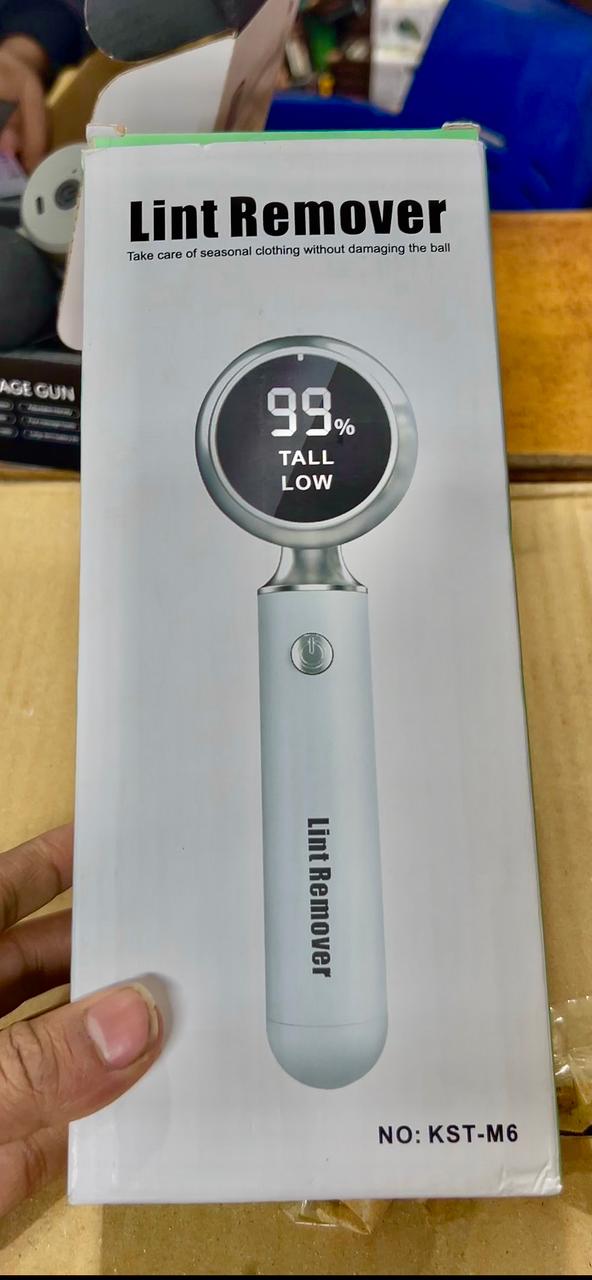 Lint Remover
Take care of seasonal clothing without damaging the ball
99%
TALL
LOW
AGE GUN
Lint Remover
NO: KST-M6